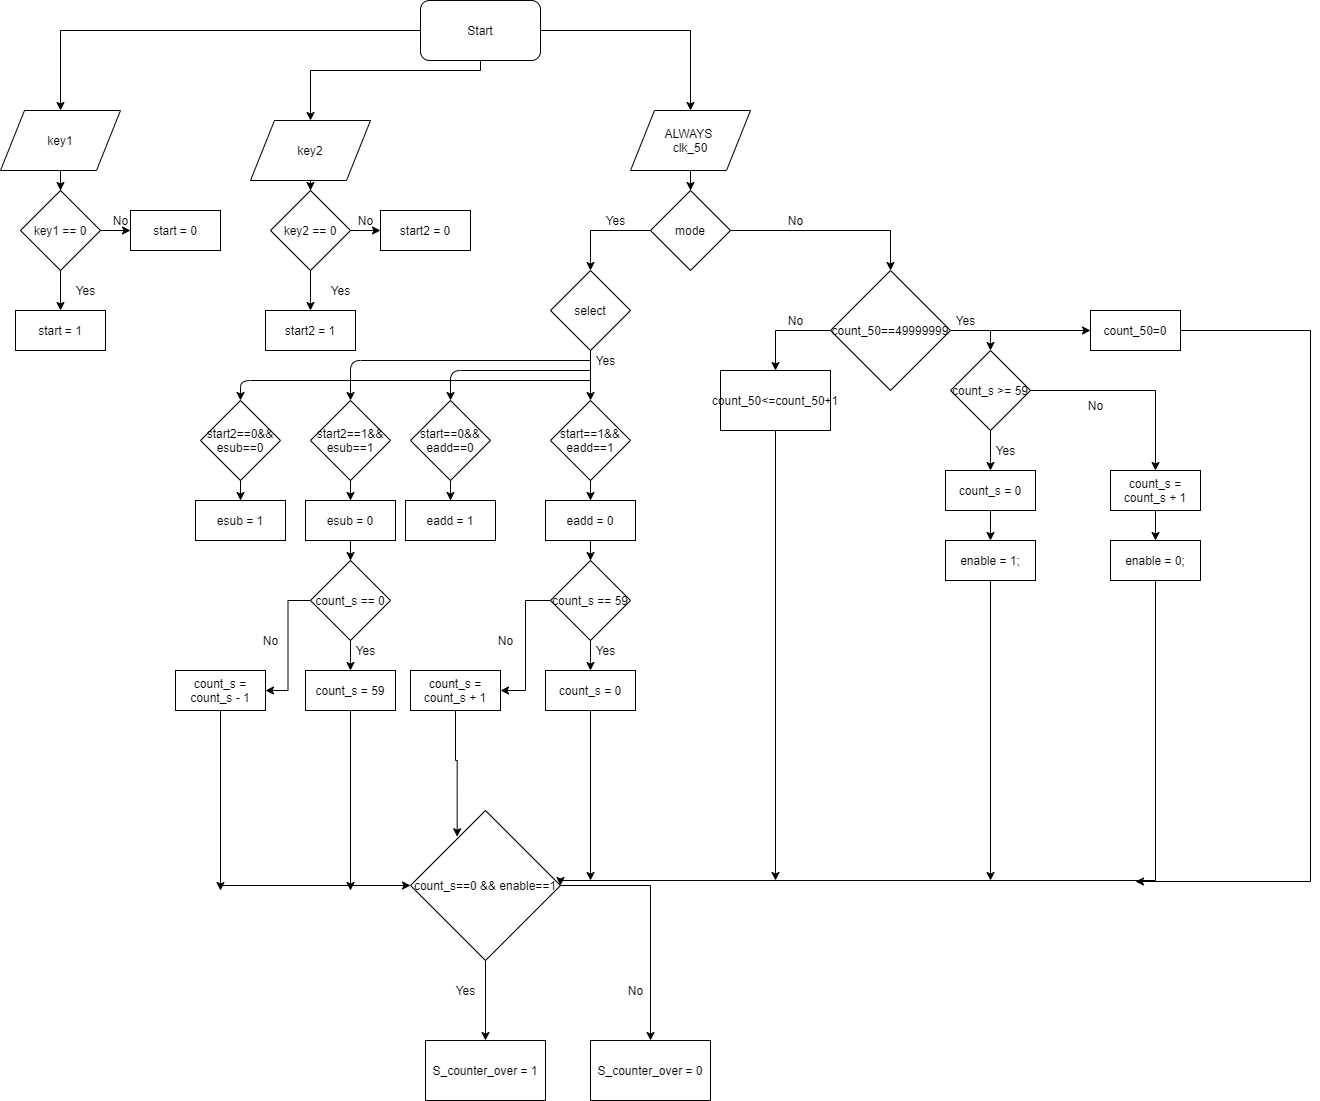 Start
key1
key2
ALWAYS
clk_50
key1 == 0
No
start = 0
key2 == 0
No
start2 = 0
Yes
mode
No
Yes
start = 1
Yes
start2 = 1
select
No
count_50==49999999
Yes
count_50=0
Yes
count_50<=count_50+1
count_s >= 59
No
start2==0&&
esub==0
start2==1&&
esub==1
start==0&&
eadd==0
start==1&&
eadd==1
Yes
esub = 1
esub = 0
eadd = 1
eadd = 0
count_s = 0
count_s =
count_s + 1
enable = 1;
enable = 0;
count_s == 0
count_s == 59
No
Yes
No
Yes
count_s =
count_s - 1
count_s = 59
count_s =
count_s + 1
count_s = 0
count_s==0 && enable==1
Yes
No
S_counter_over = 1
S_counter_over = 0